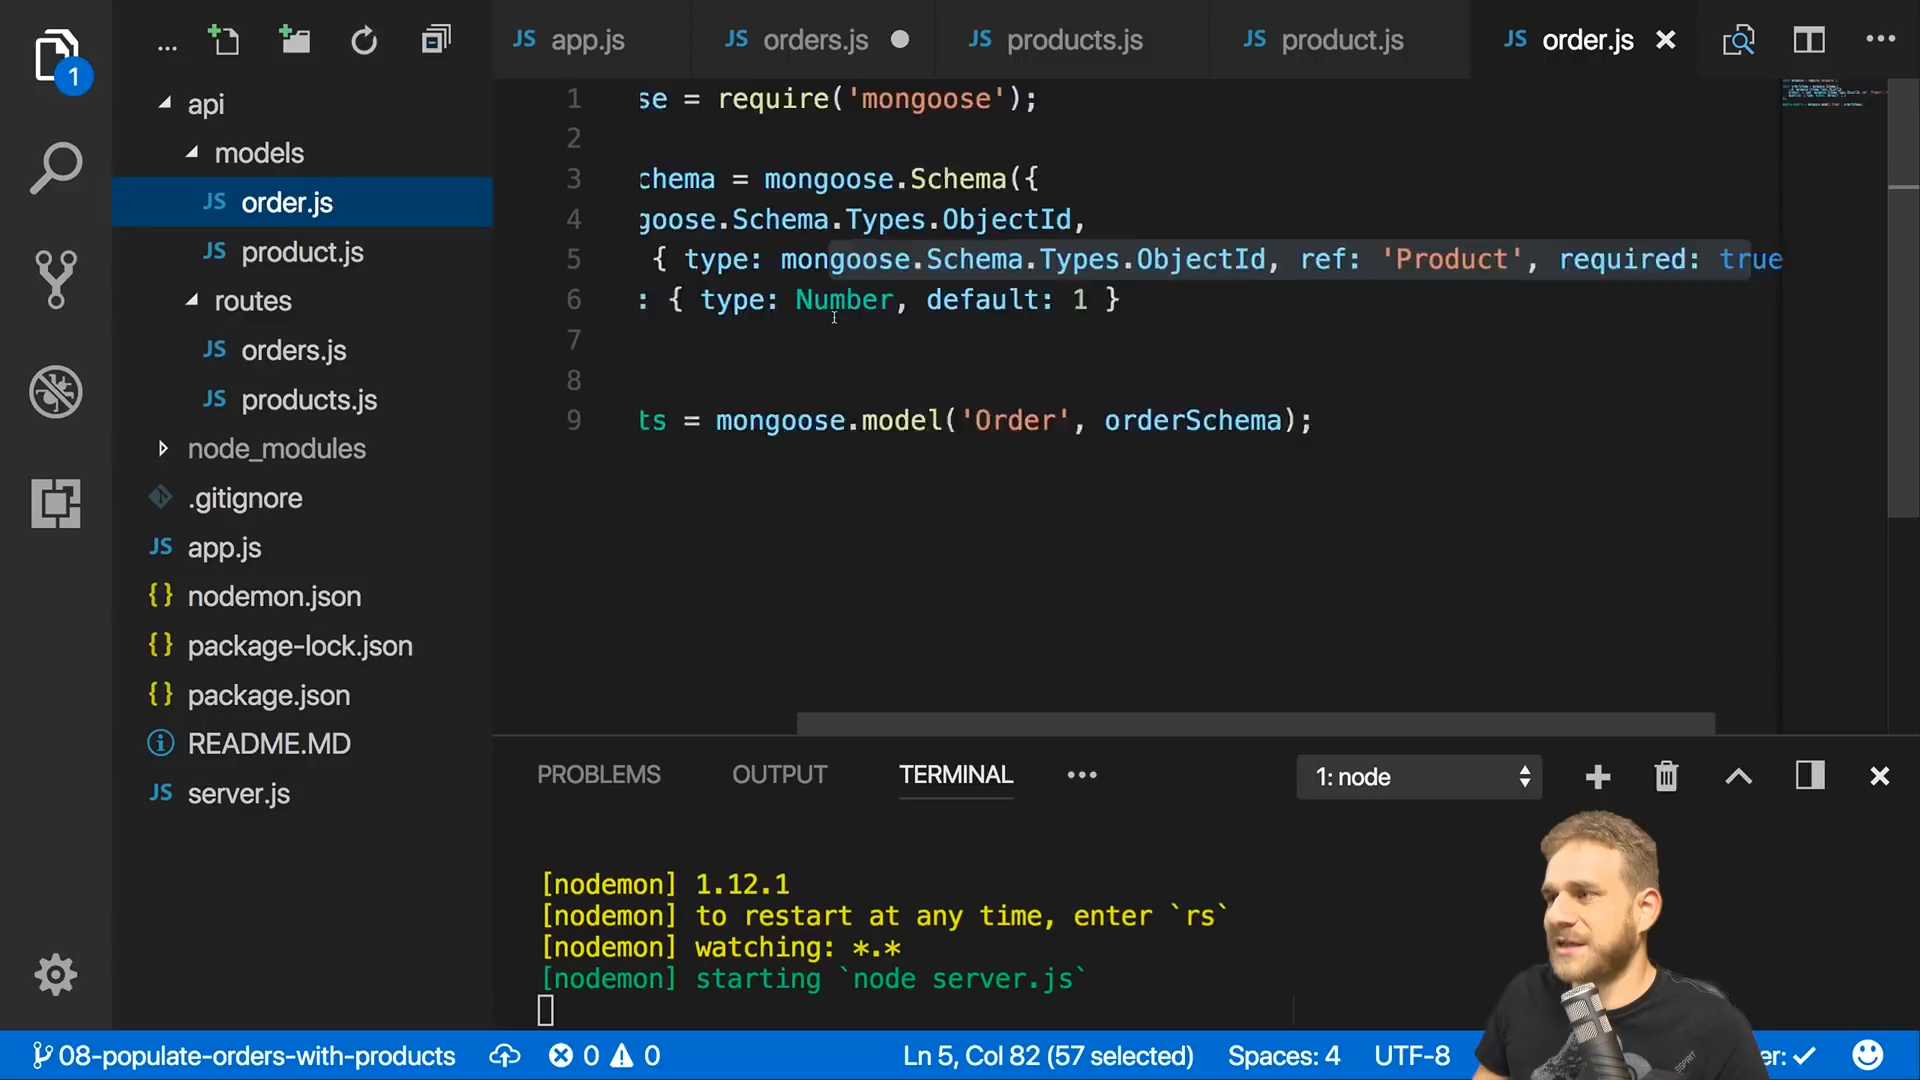 ... JS app.js JS orders.js JS products.js JS product.js JS order.js
1
api
models
JS order.js
JS product.js
routes
JS orders.js
JS products.js
node_modules
.gitignore
JS app.js
{} nodemon.json
{} package-lock.json
{} package.json
README.MD
JS server.js
1 se = require('mongoose');
2
3 chema = mongoose.Schema({
4 goose.Schema.Types.ObjectId,
5 { type: mongoose.Schema.Types.ObjectId, ref: 'Product', required: true
6 : { type: Number, default: 1 }
7
8
9 ts = mongoose.model('Order', orderSchema);
PROBLEMS OUTPUT TERMINAL ... 1: node
[nodemon] 1.12.1
[nodemon] to restart at any time, enter `rs`
[nodemon] watching: *.*
[nodemon] starting `node server.js`
ESPRIT
08-populate-orders-with-products 0 0 Ln 5, Col 82 (57 selected) Spaces: 4 UTF-8 er: